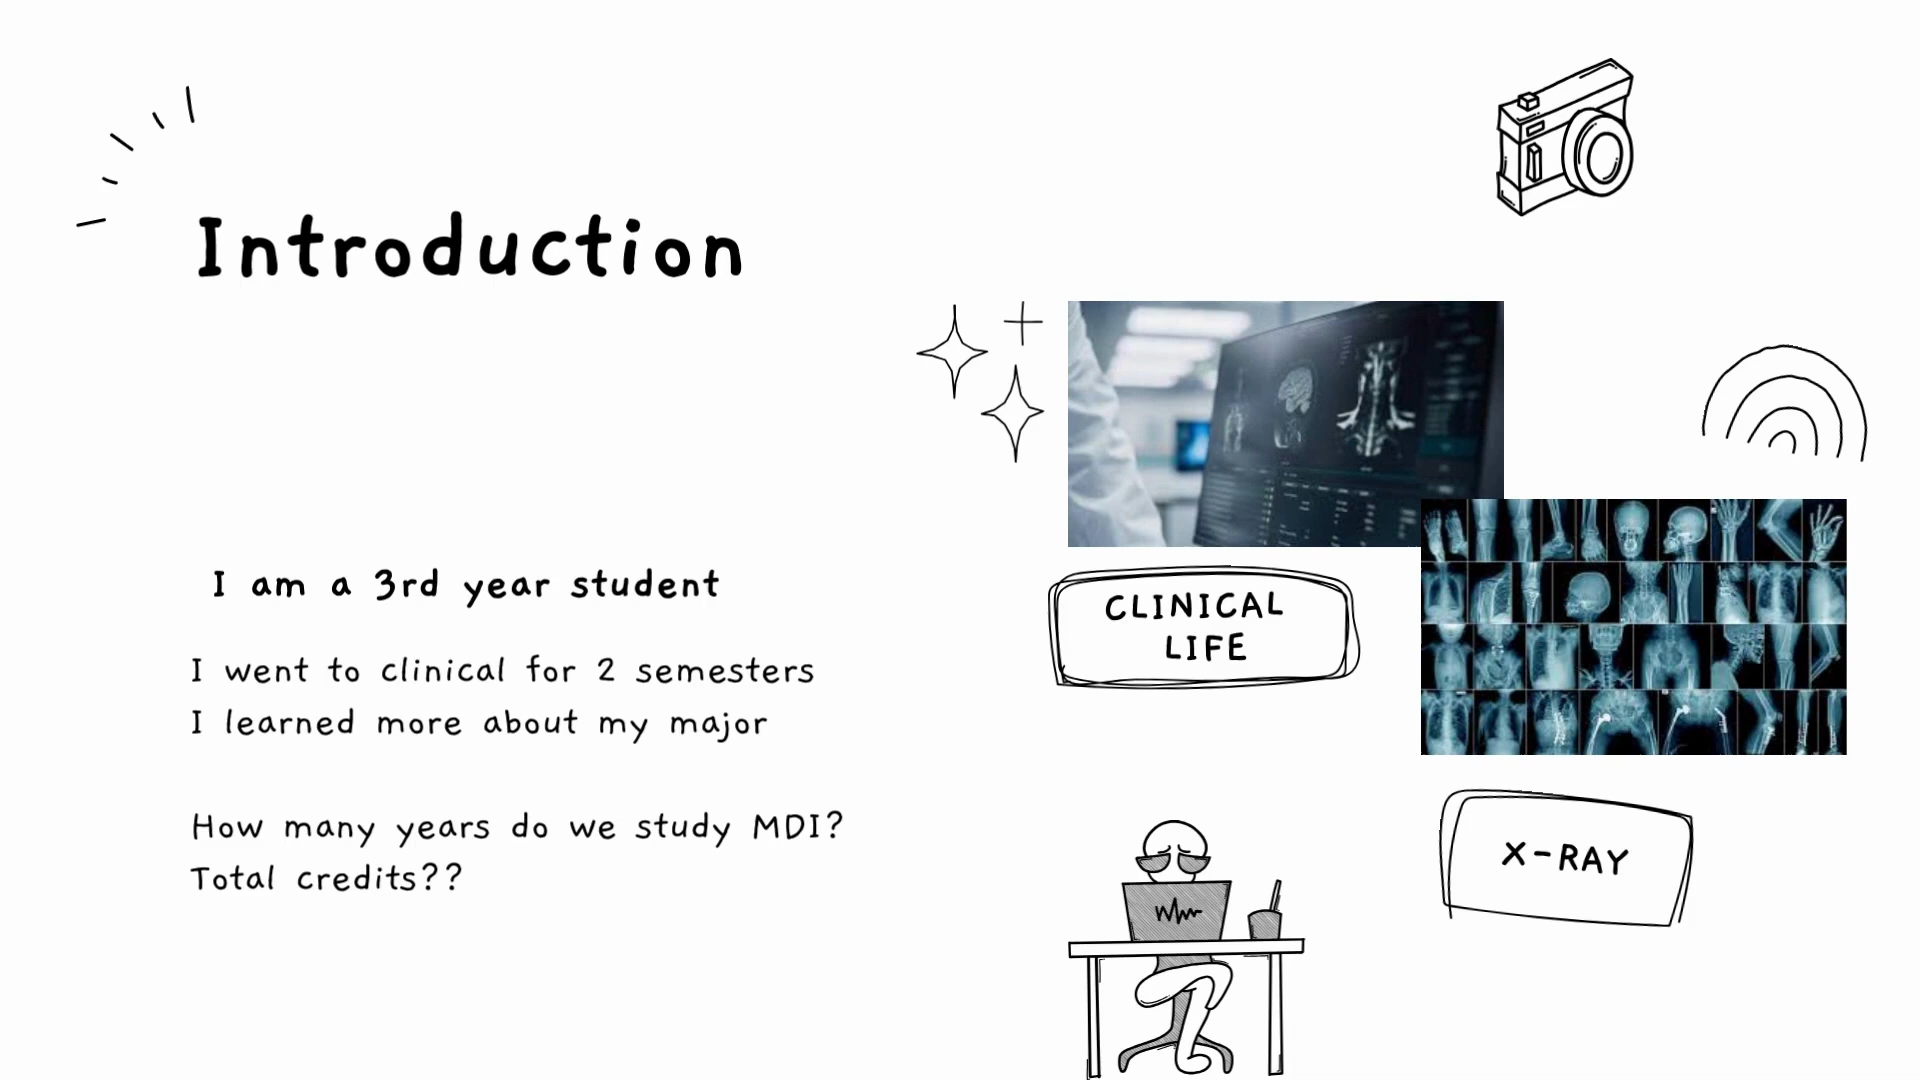 Introduction
I am a 3rd year student
I went to clinical for 2 semesters
I learned more about my major
How many years do we study MDI?
Total credits??
CLINICAL
LIFE
X-RAY